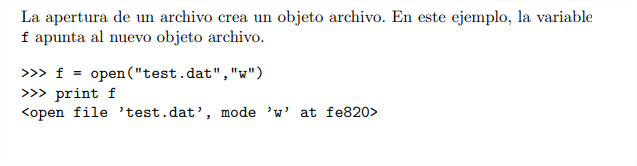 La apertura de un archivo crea un objeto archivo. En este ejemplo, la variable
f apunta al nuevo objeto archivo.
>>> f = open("test.dat","w")
>>> print f
<open file ’test.dat’, mode ’w’ at fe820>